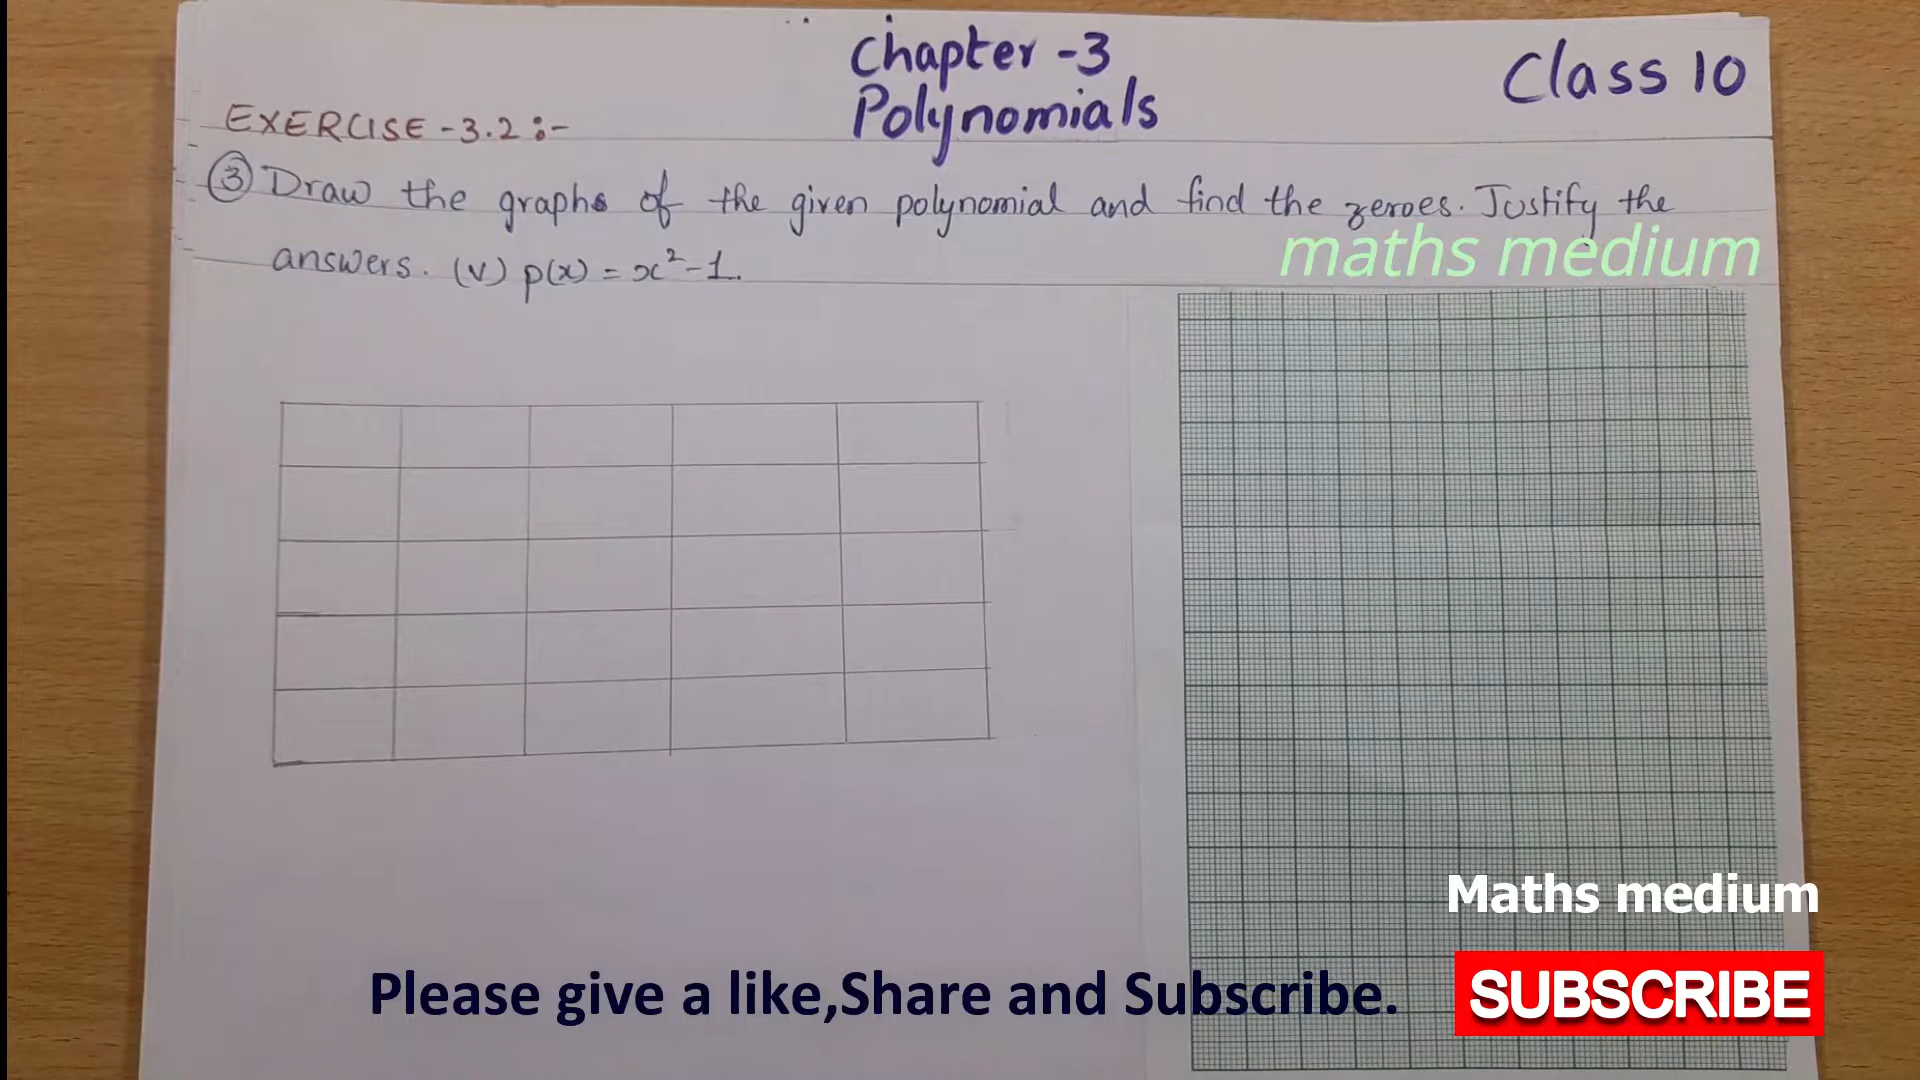 Chapter -3
Polynomials
Class 10
EXERCISE -3.2 :-
③ Draw the graphs of the given polynomial and find the zeroes. Justify the
answers. (V) p(x) = x² - 1.
maths medium
Maths medium
Please give a like,Share and Subscribe.
SUBSCRIBE